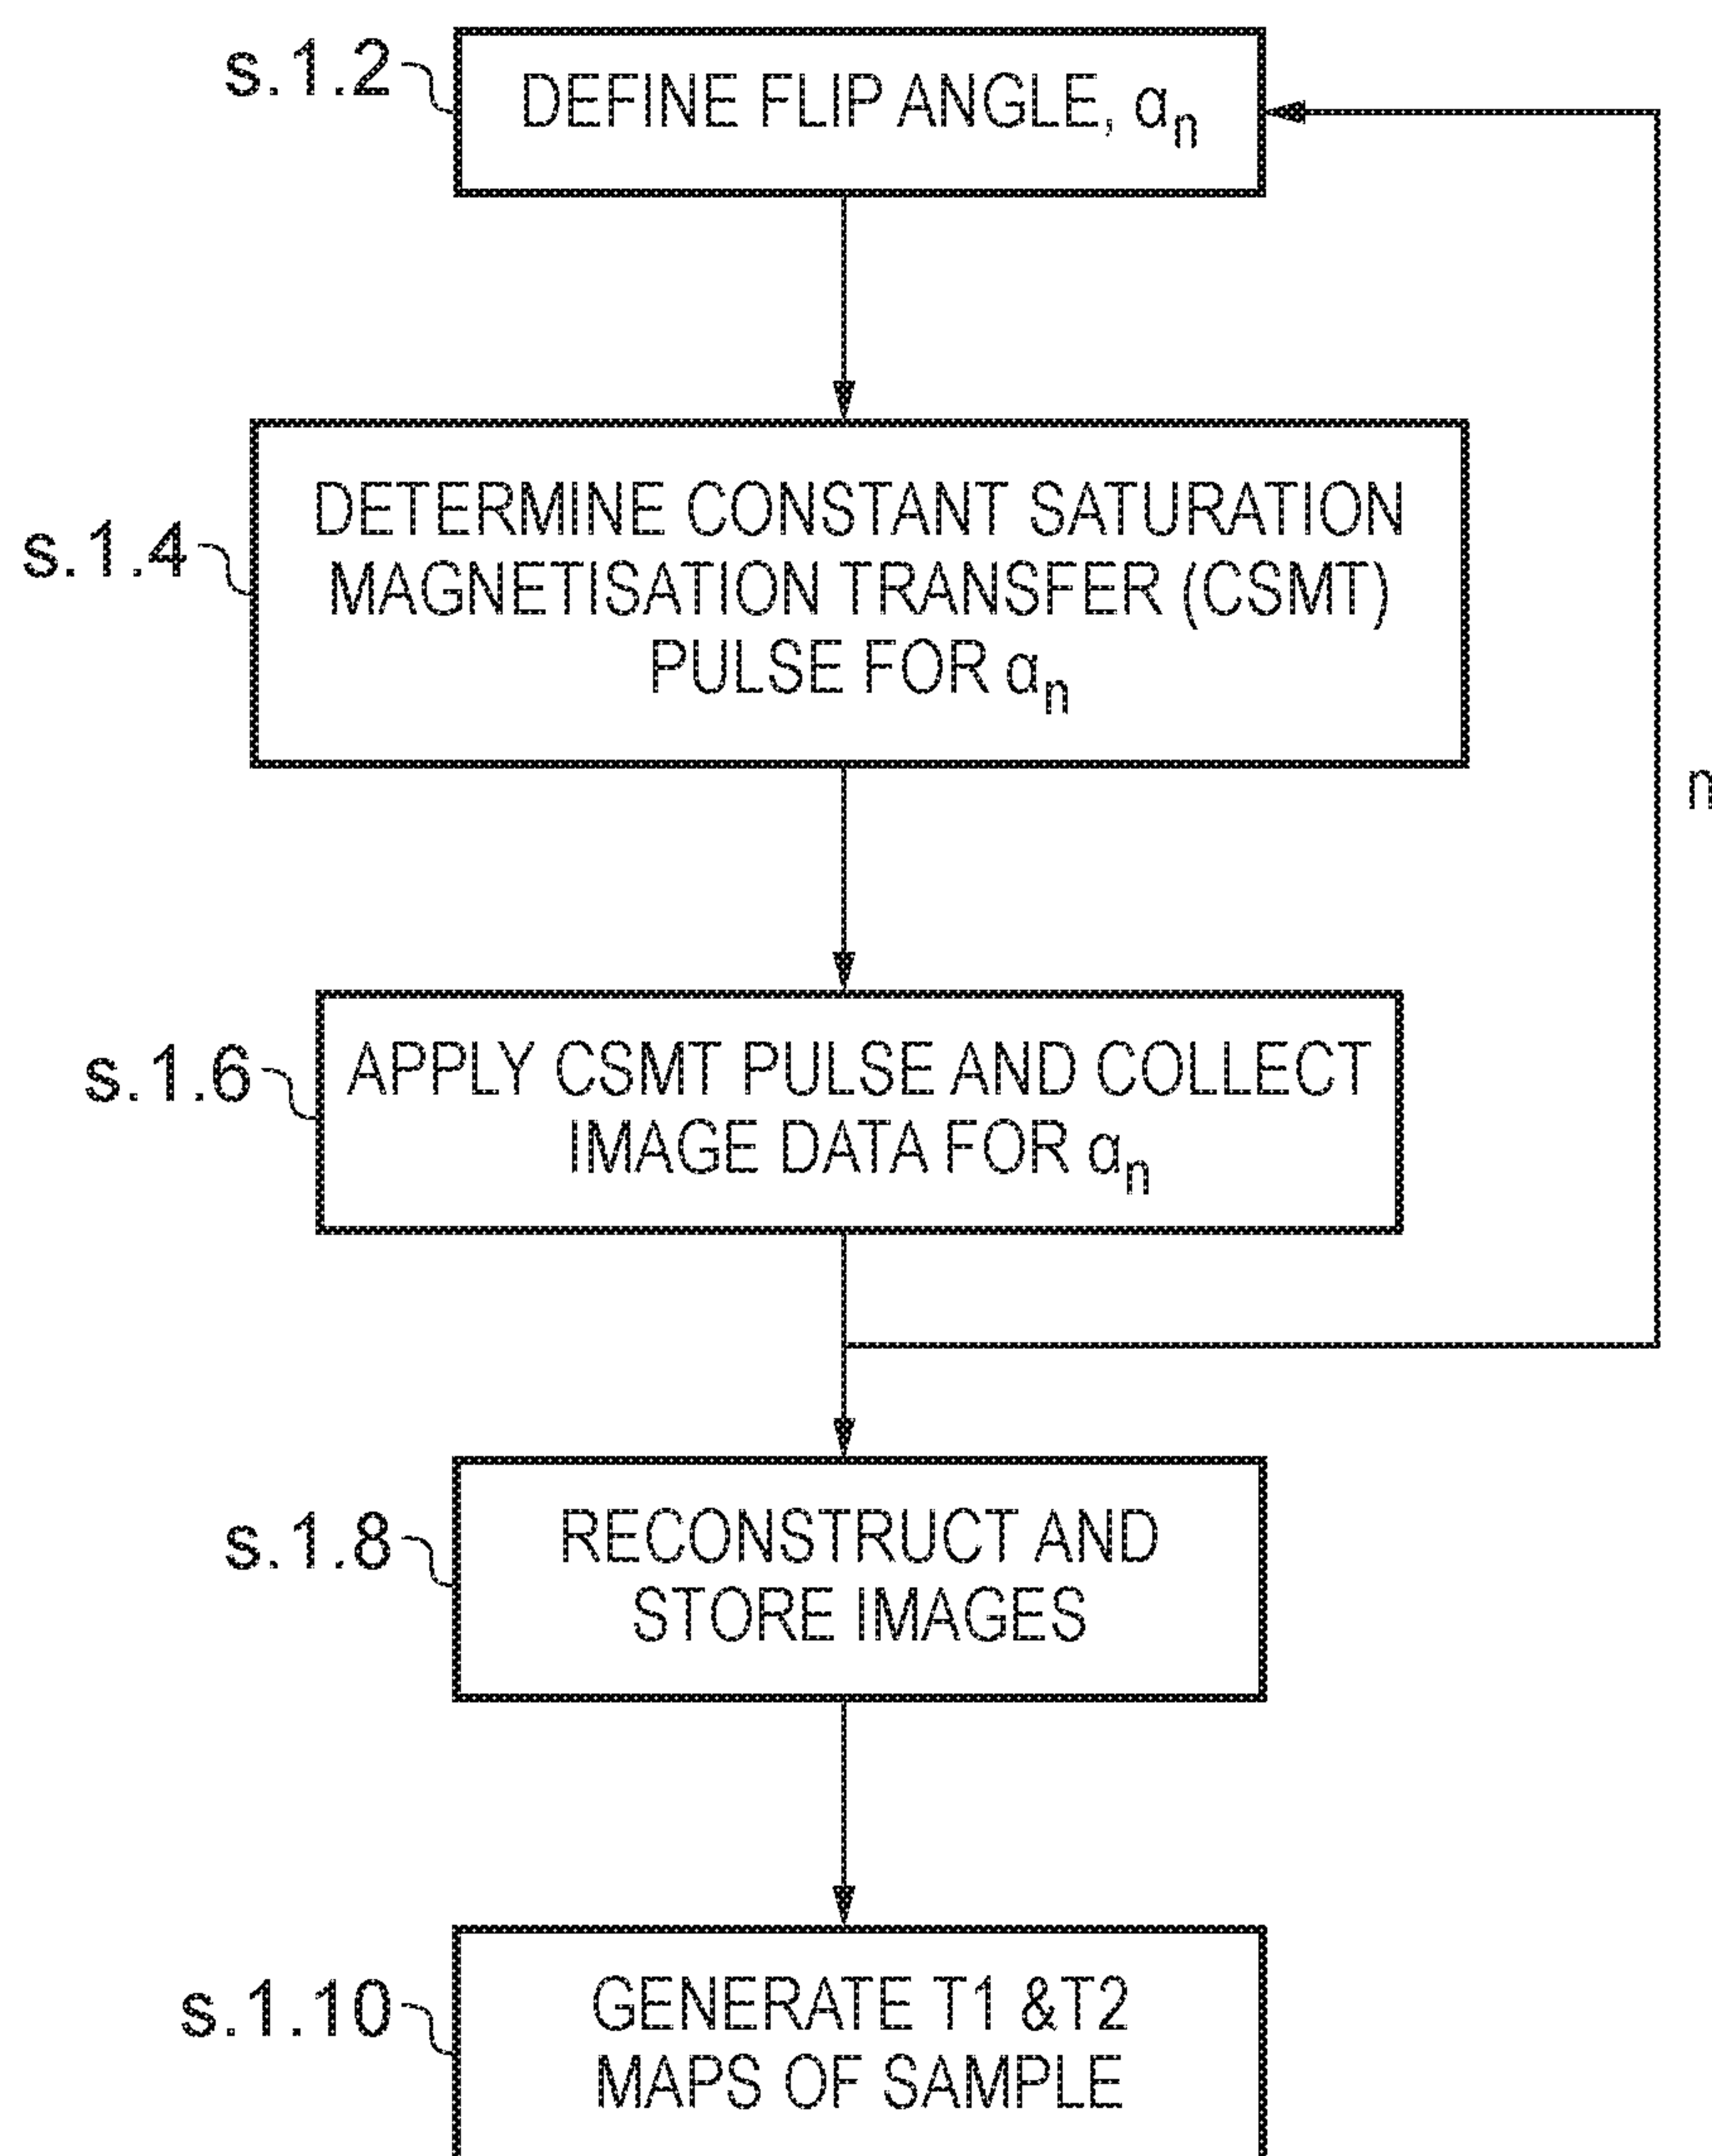 s.1.2
DEFINE FLIP ANGLE, αn
s.1.4
DETERMINE CONSTANT SATURATION
MAGNETISATION TRANSFER (CSMT)
PULSE FOR αn
n
s.1.6
APPLY CSMT PULSE AND COLLECT
IMAGE DATA FOR αn
s.1.8
RECONSTRUCT AND
STORE IMAGES
s.1.10
GENERATE T1 &T2
MAPS OF SAMPLE